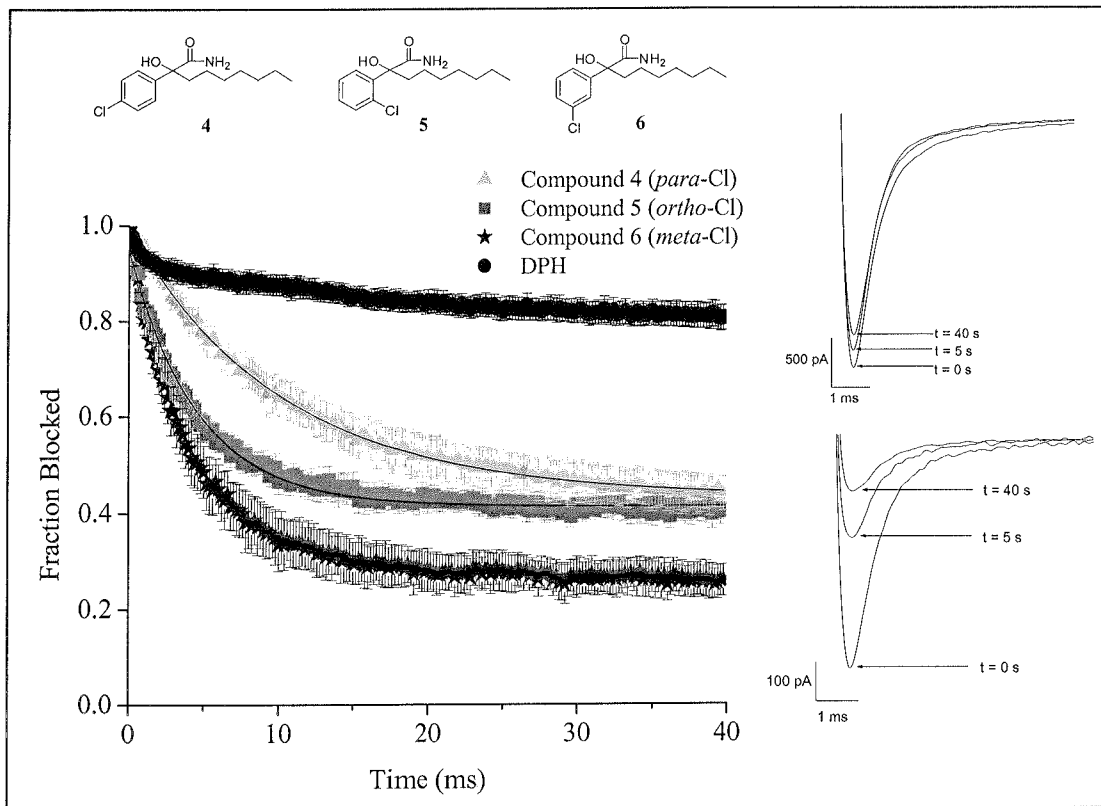 HO O NH₂
Cl
4
HO O NH₂
Cl
5
HO O NH₂
Cl
6
Compound 4 (para-Cl)
Compound 5 (ortho-Cl)
Compound 6 (meta-Cl)
DPH
1.0
0.8
0.6
0.4
0.2
0.0
0
10
20
30
40
Fraction Blocked
Time (ms)
t = 40 s
t = 5 s
t = 0 s
500 pA
1 ms
t = 40 s
t = 5 s
t = 0 s
100 pA
1 ms